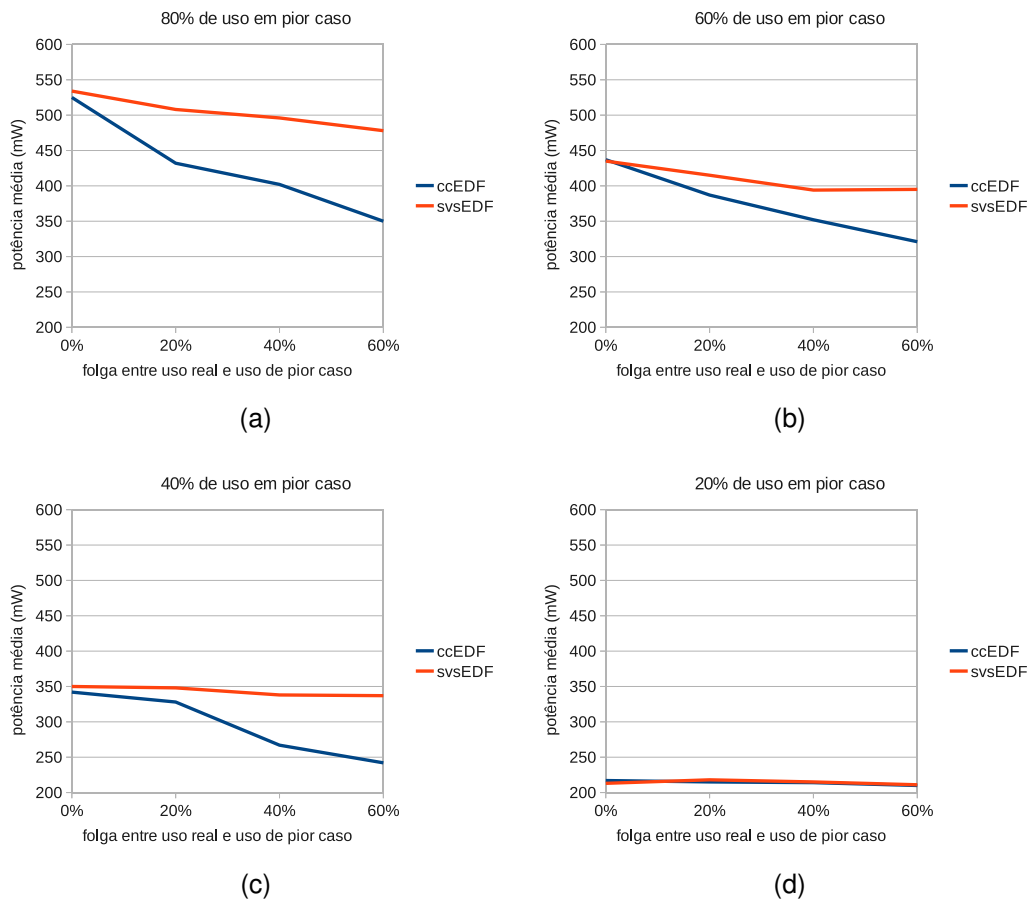 80% de uso em pior caso
600
550
500
450
400
350
300
250
200
potência média (mW)
0% 20% 40% 60%
folga entre uso real e uso de pior caso
ccEDF
svsEDF
(a)
60% de uso em pior caso
600
550
500
450
400
350
300
250
200
potência média (mW)
0% 20% 40% 60%
folga entre uso real e uso de pior caso
ccEDF
svsEDF
(b)
40% de uso em pior caso
600
550
500
450
400
350
300
250
200
potência média (mW)
0% 20% 40% 60%
folga entre uso real e uso de pior caso
ccEDF
svsEDF
(c)
20% de uso em pior caso
600
550
500
450
400
350
300
250
200
potência média (mW)
0% 20% 40% 60%
folga entre uso real e uso de pior caso
ccEDF
svsEDF
(d)